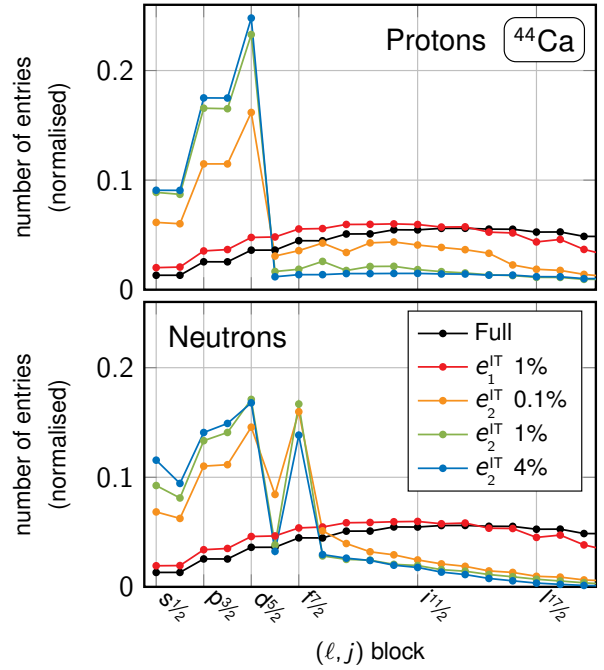 Protons ⁴⁴Ca
number of entries
(normalised)
0.2
0.1
0
Neutrons
number of entries
(normalised)
0.2
0.1
0
Full
e₁ᴵᵀ 1%
e₂ᴵᵀ 0.1%
e₂ᴵᵀ 1%
e₂ᴵᵀ 4%
s1/2 p3/2 d5/2 f7/2 i11/2 l17/2
(ℓ, j) block